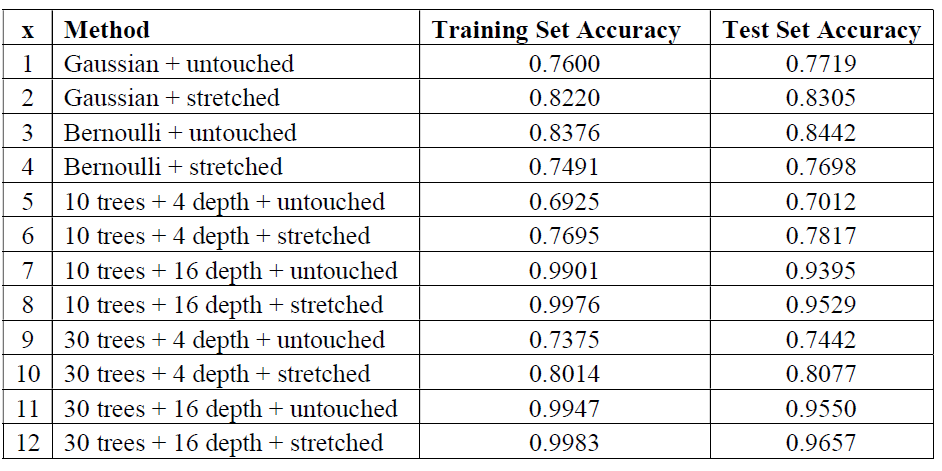 x Method Training Set Accuracy Test Set Accuracy
1 Gaussian + untouched 0.7600 0.7719
2 Gaussian + stretched 0.8220 0.8305
3 Bernoulli + untouched 0.8376 0.8442
4 Bernoulli + stretched 0.7491 0.7698
5 10 trees + 4 depth + untouched 0.6925 0.7012
6 10 trees + 4 depth + stretched 0.7695 0.7817
7 10 trees + 16 depth + untouched 0.9901 0.9395
8 10 trees + 16 depth + stretched 0.9976 0.9529
9 30 trees + 4 depth + untouched 0.7375 0.7442
10 30 trees + 4 depth + stretched 0.8014 0.8077
11 30 trees + 16 depth + untouched 0.9947 0.9550
12 30 trees + 16 depth + stretched 0.9983 0.9657